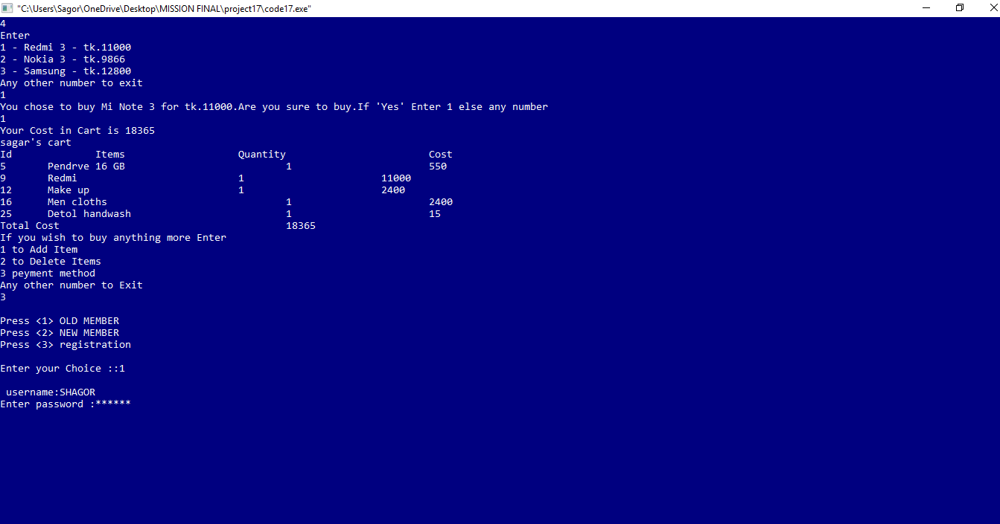 "C:\Users\Sagor\OneDrive\Desktop\MISSION FINAL\project17\code17.exe"
4
Enter
1 - Redmi 3 - tk.11000
2 - Nokia 3 - tk.9866
3 - Samsung - tk.12800
Any other number to exit
1
You chose to buy Mi Note 3 for tk.11000.Are you sure to buy.If 'Yes' Enter 1 else any number
1
Your Cost in Cart is 18365
sagar's cart
Id Items Quantity Cost
5 Pendrve 16 GB 1 550
9 Redmi 1 11000
12 Make up 1 2400
16 Men cloths 1 2400
25 Detol handwash 1 15
Total Cost 18365
If you wish to buy anything more Enter
1 to Add Item
2 to Delete Items
3 peyment method
Any other number to Exit
3
Press <1> OLD MEMBER
Press <2> NEW MEMBER
Press <3> registration
Enter your Choice ::1
username:SHAGOR
Enter password :******